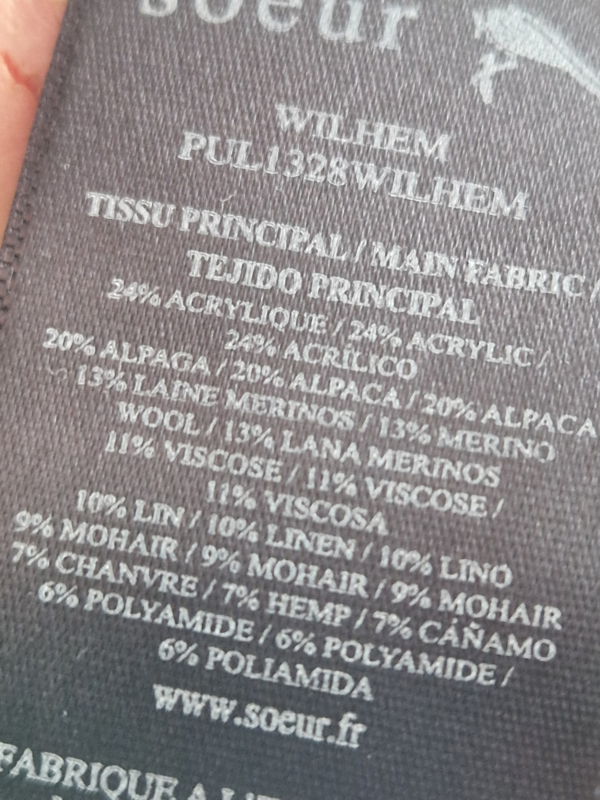 soeur
WILHEM
PUL1328WILHEM
TISSU PRINCIPAL / MAIN FABRIC /
TEJIDO PRINCIPAL
24% ACRYLIQUE / 24% ACRYLIC /
24% ACRÍLICO
20% ALPAGA / 20% ALPACA / 20% ALPACA
13% LAINE MERINOS / 13% MERINO
WOOL / 13% LANA MERINOS
11% VISCOSE / 11% VISCOSE /
11% VISCOSA
10% LIN / 10% LINEN / 10% LINO
9% MOHAIR / 9% MOHAIR / 9% MOHAIR
7% CHANVRE / 7% HEMP / 7% CÁÑAMO
6% POLYAMIDE / 6% POLYAMIDE /
6% POLIAMIDA
www.soeur.fr
FABRIQUE A